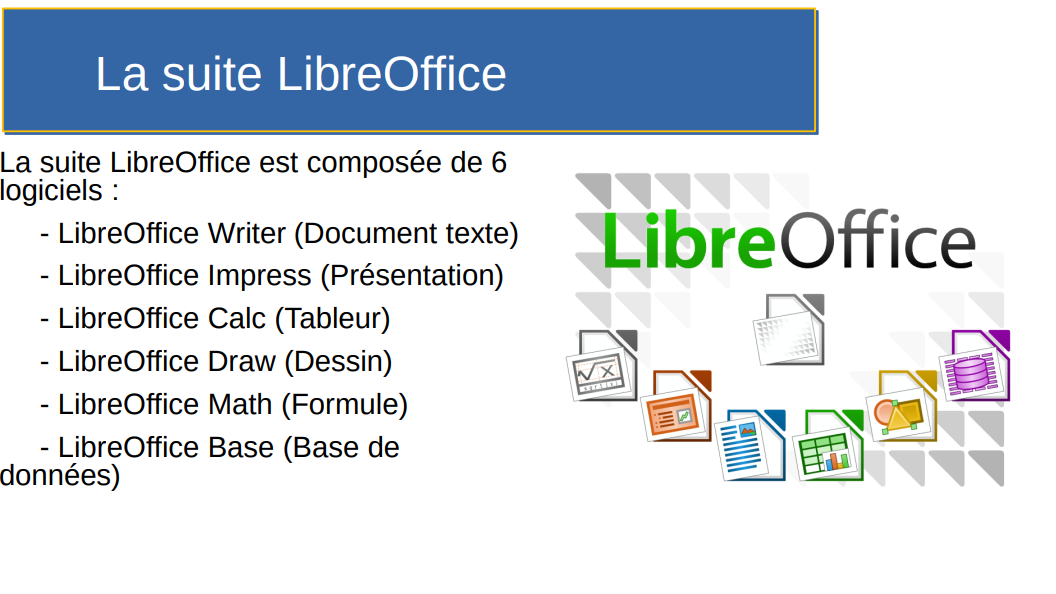 La suite LibreOffice
La suite LibreOffice est composée de 6
logiciels :
- LibreOffice Writer (Document texte)
- LibreOffice Impress (Présentation)
- LibreOffice Calc (Tableur)
- LibreOffice Draw (Dessin)
- LibreOffice Math (Formule)
- LibreOffice Base (Base de
données)
LibreOffice